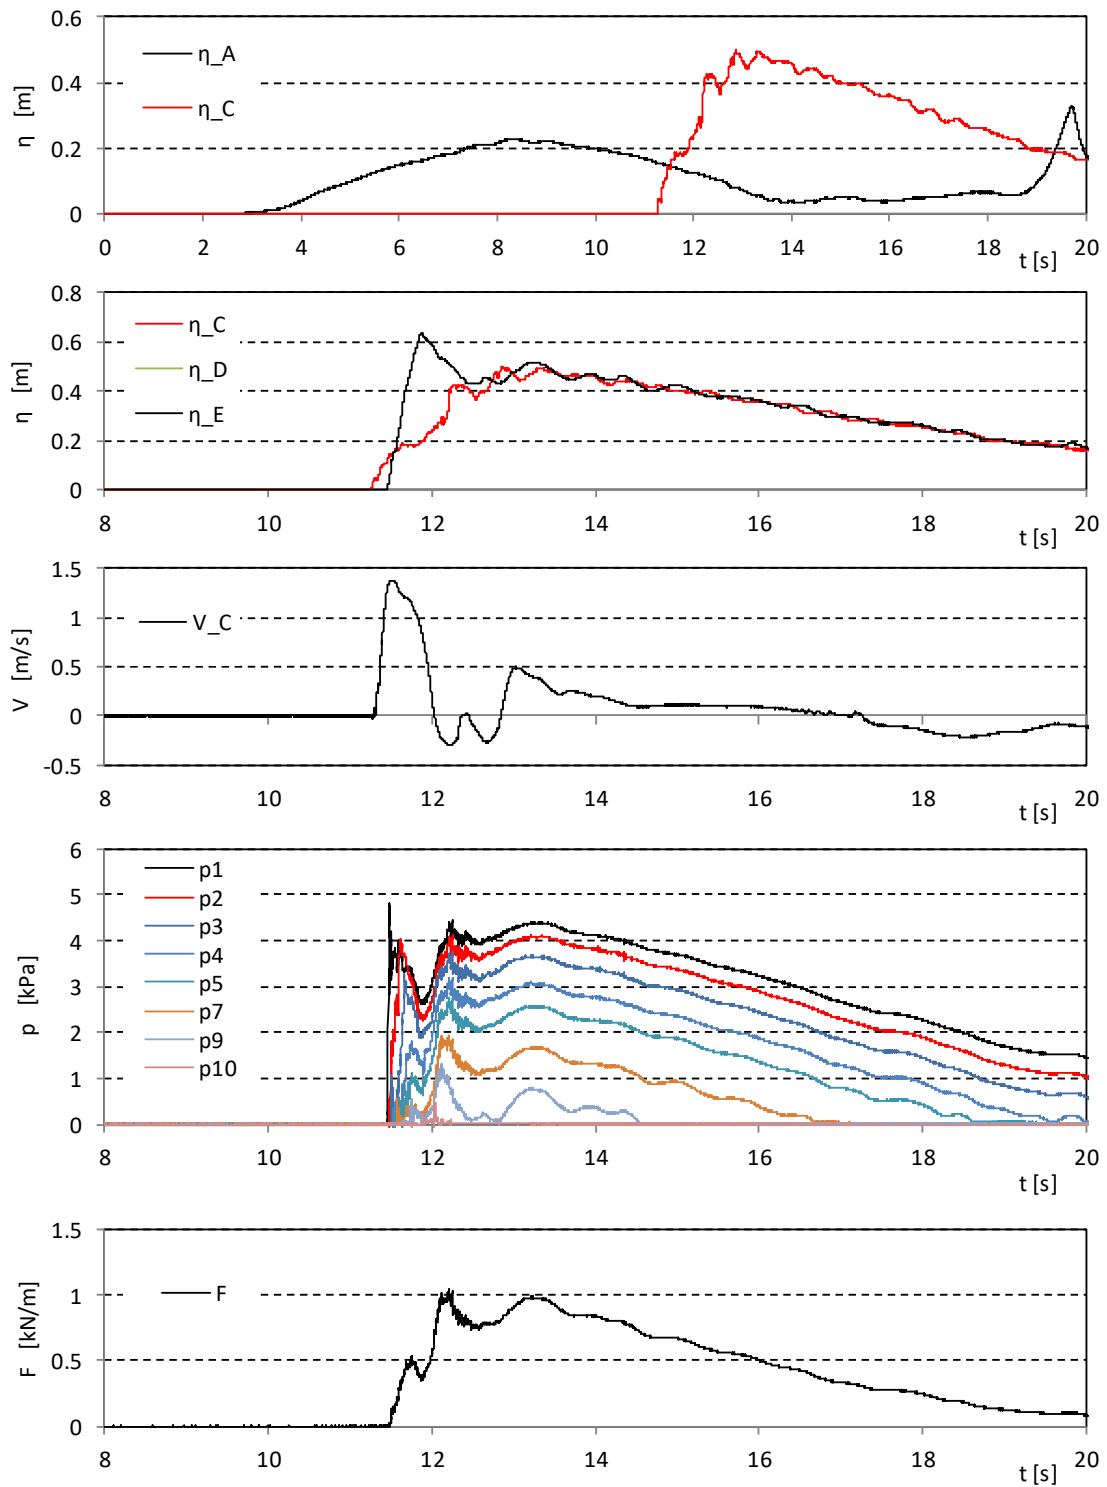 0.6
0.4
0.2
0
η [m]
η_A
η_C
0 2 4 6 8 10 12 14 16 18 20
t [s]
0.8
0.6
0.4
0.2
0
η [m]
η_C
η_D
η_E
8 10 12 14 16 18 20
t [s]
1.5
1
0.5
0
-0.5
V [m/s]
V_C
8 10 12 14 16 18 20
t [s]
6
5
4
3
2
1
0
p [kPa]
p1
p2
p3
p4
p5
p7
p9
p10
8 10 12 14 16 18 20
t [s]
1.5
1
0.5
0
F [kN/m]
F
8 10 12 14 16 18 20
t [s]